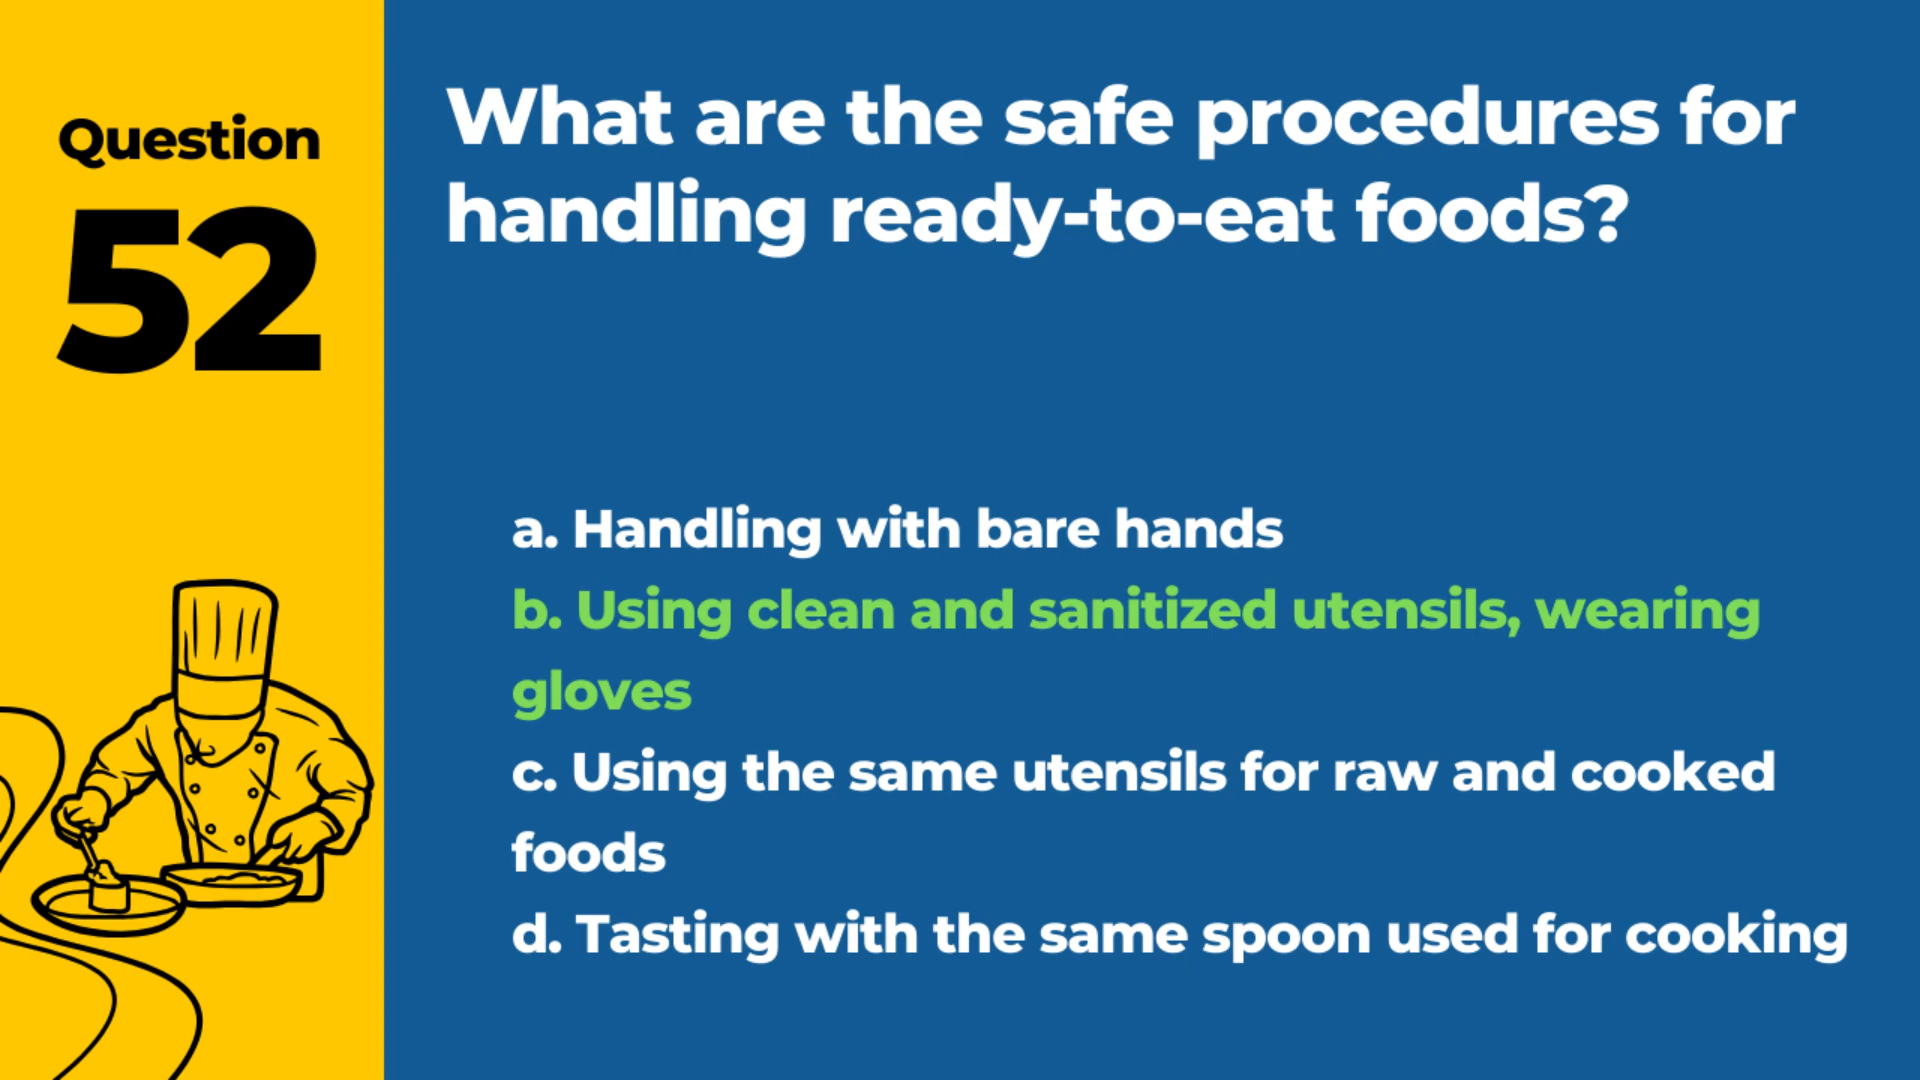 Question
52
What are the safe procedures for
handling ready-to-eat foods?
a. Handling with bare hands
b. Using clean and sanitized utensils, wearing
gloves
c. Using the same utensils for raw and cooked
foods
d. Tasting with the same spoon used for cooking